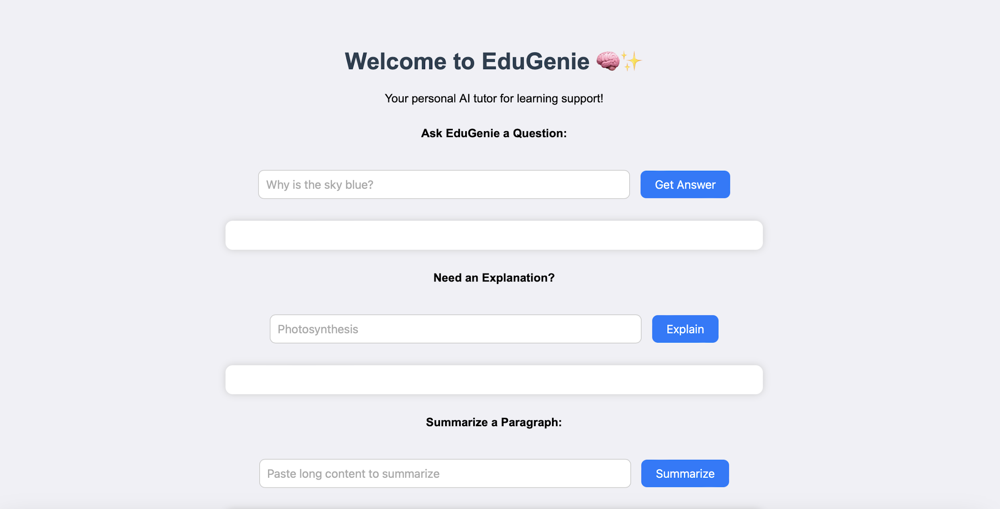 Welcome to EduGenie 🧠✨
Your personal AI tutor for learning support!
Ask EduGenie a Question:
Why is the sky blue?
Get Answer
Need an Explanation?
Photosynthesis
Explain
Summarize a Paragraph:
Paste long content to summarize
Summarize